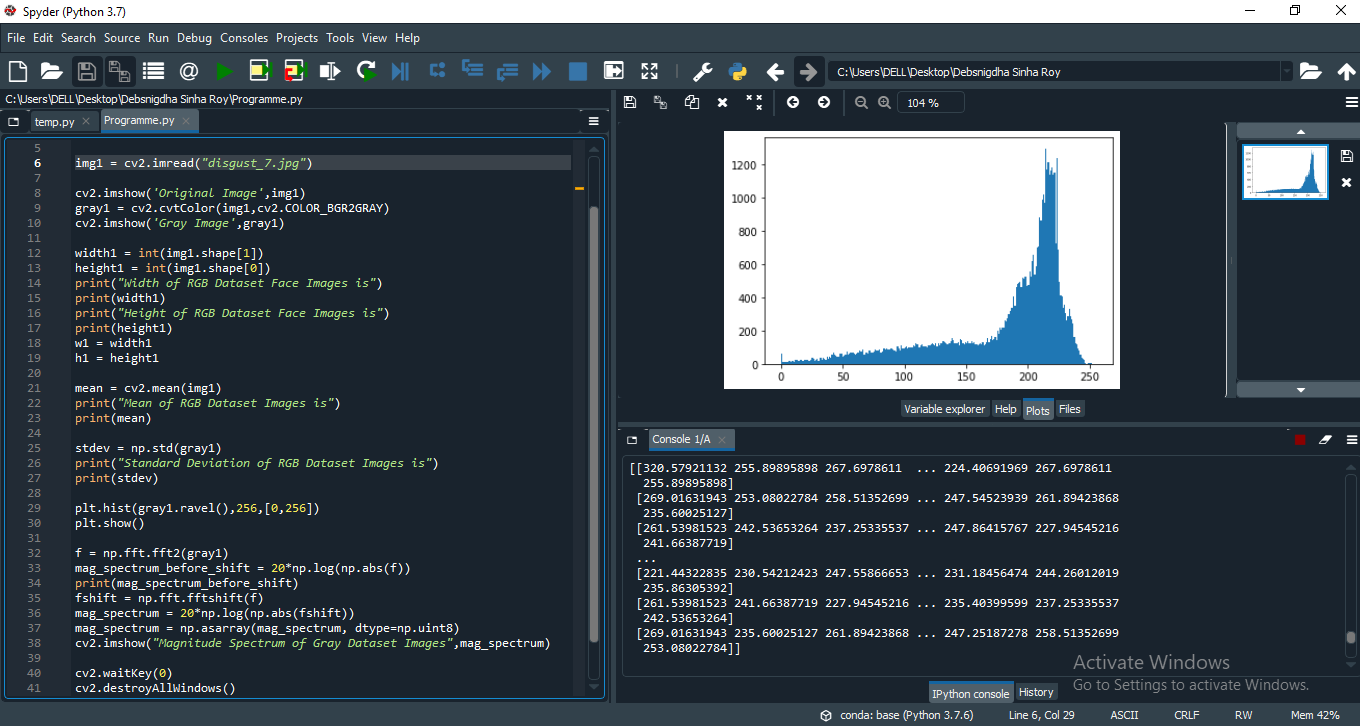 Spyder (Python 3.7)
File Edit Search Source Run Debug Consoles Projects Tools View Help
C:\Users\DELL\Desktop\Debsnigdha Sinha Roy
C:\Users\DELL\Desktop\Debsnigdha Sinha Roy\Programme.py
temp.py Programme.py
5
6 img1 = cv2.imread("disgust_7.jpg")
7
8 cv2.imshow('Original Image',img1)
9 gray1 = cv2.cvtColor(img1,cv2.COLOR_BGR2GRAY)
10 cv2.imshow('Gray Image',gray1)
11
12 width1 = int(img1.shape[1])
13 height1 = int(img1.shape[0])
14 print("Width of RGB Dataset Face Images is")
15 print(width1)
16 print("Height of RGB Dataset Face Images is")
17 print(height1)
18 w1 = width1
19 h1 = height1
20
21 mean = cv2.mean(img1)
22 print("Mean of RGB Dataset Images is")
23 print(mean)
24
25 stdev = np.std(gray1)
26 print("Standard Deviation of RGB Dataset Images is")
27 print(stdev)
28
29 plt.hist(gray1.ravel(),256,[0,256])
30 plt.show()
31
32 f = np.fft.fft2(gray1)
33 mag_spectrum_before_shift = 20*np.log(np.abs(f))
34 print(mag_spectrum_before_shift)
35 fshift = np.fft.fftshift(f)
36 mag_spectrum = 20*np.log(np.abs(fshift))
37 mag_spectrum = np.asarray(mag_spectrum, dtype=np.uint8)
38 cv2.imshow("Magnitude Spectrum of Gray Dataset Images",mag_spectrum)
39
40 cv2.waitKey(0)
41 cv2.destroyAllWindows()
104 %
1200
1000
800
600
400
200
0
0 50 100 150 200 250
Variable explorer Help Plots Files
Console 1/A
[[320.57921132 255.89895898 267.6978611 ... 224.40691969 267.6978611
255.89895898]
[269.01631943 253.08022784 258.51352699 ... 247.54523939 261.89423868
235.60025127]
[261.53981523 242.53653264 237.25335537 ... 247.86415767 227.94545216
241.66387719]
...
[221.44322835 230.54212423 247.55866653 ... 231.18456474 244.26012019
235.86305392]
[261.53981523 241.66387719 227.94545216 ... 235.40399599 237.25335537
242.53653264]
[269.01631943 235.60025127 261.89423868 ... 247.25187278 258.51352699
253.08022784]]
Activate Windows
Go to Settings to activate Windows.
IPython console History
conda: base (Python 3.7.6) Line 6, Col 29 ASCII CRLF RW Mem 42%